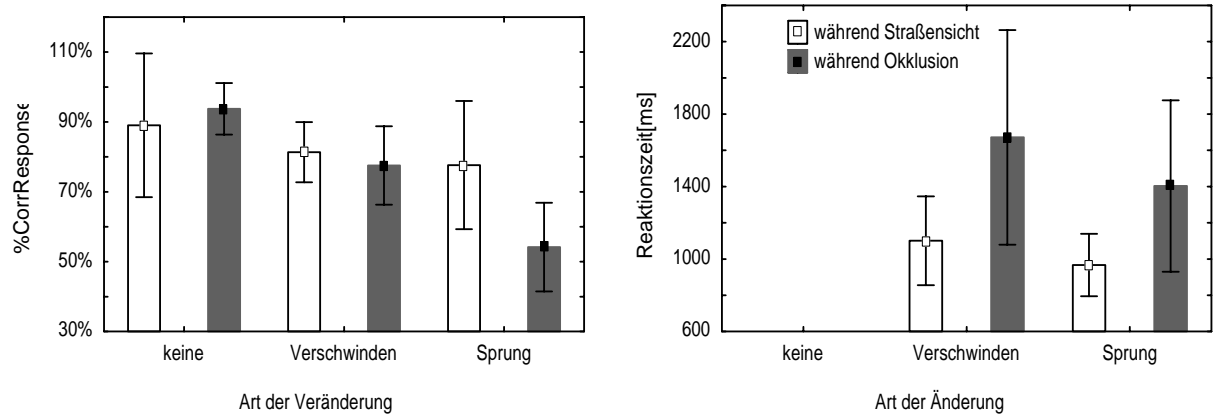 110%
90%
70%
50%
30%
%CorrResponse
keine Verschwinden Sprung
Art der Veränderung
während Straßensicht
während Okklusion
2200
1800
1400
1000
600
Reaktionszeit[ms]
keine Verschwinden Sprung
Art der Änderung